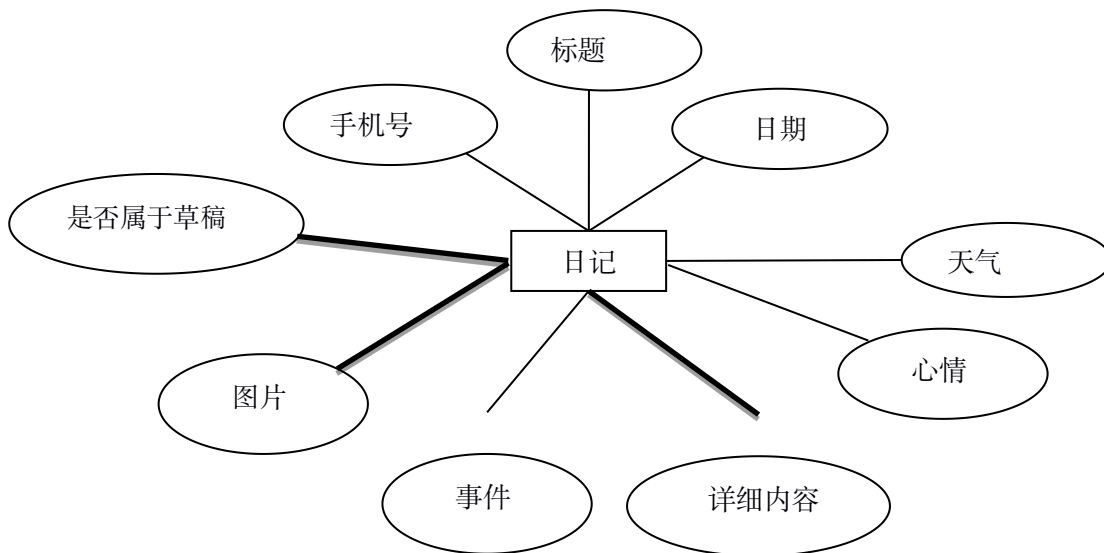 标题
手机号
日期
是否属于草稿
日记
天气
心情
图片
事件
详细内容